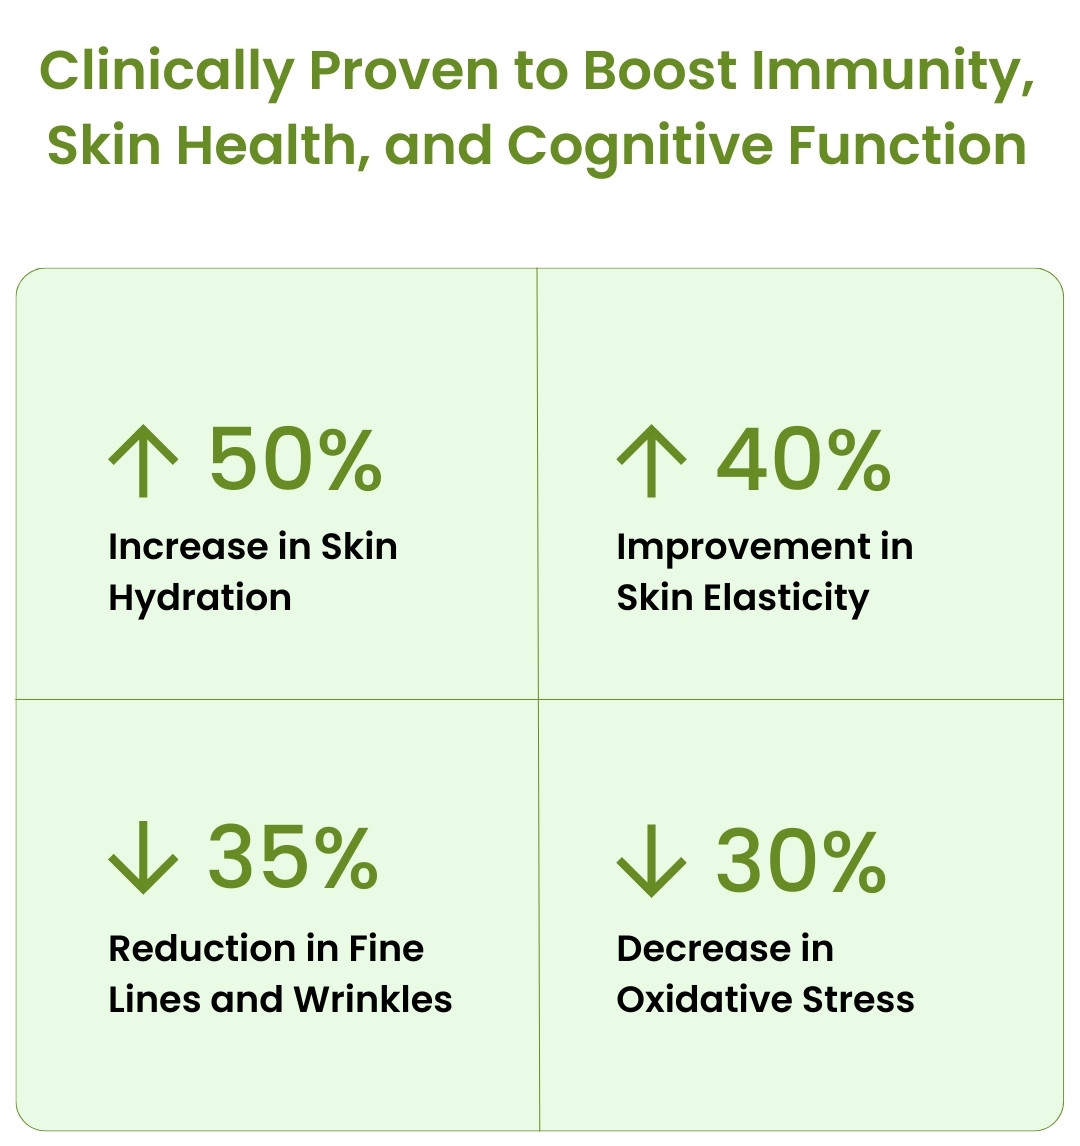 Clinically Proven to Boost Immunity,
Skin Health, and Cognitive Function
↑ 50%
Increase in Skin
Hydration
↑ 40%
Improvement in
Skin Elasticity
↓ 35%
Reduction in Fine
Lines and Wrinkles
↓ 30%
Decrease in
Oxidative Stress